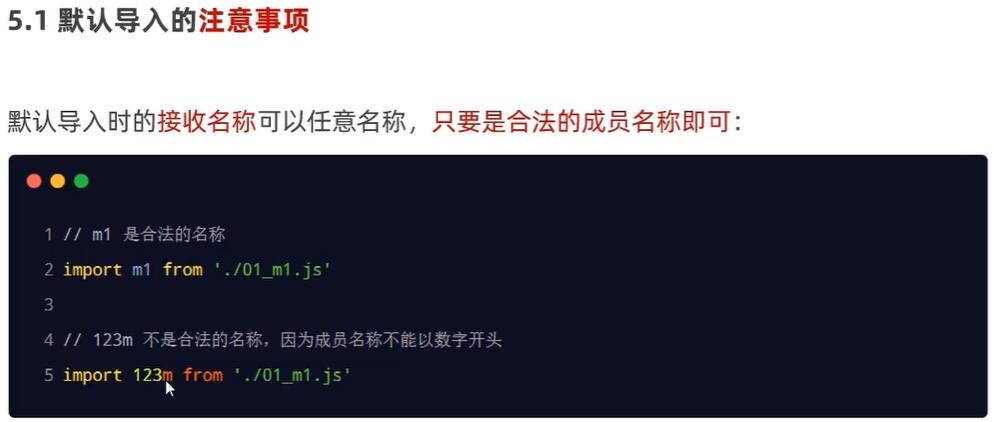 5.1 默认导入的注意事项
默认导入时的接收名称可以任意名称，只要是合法的成员名称即可：
1 // m1 是合法的名称
2 import m1 from './01_m1.js'
3
4 // 123m 不是合法的名称，因为成员名称不能以数字开头
5 import 123m from './01_m1.js'